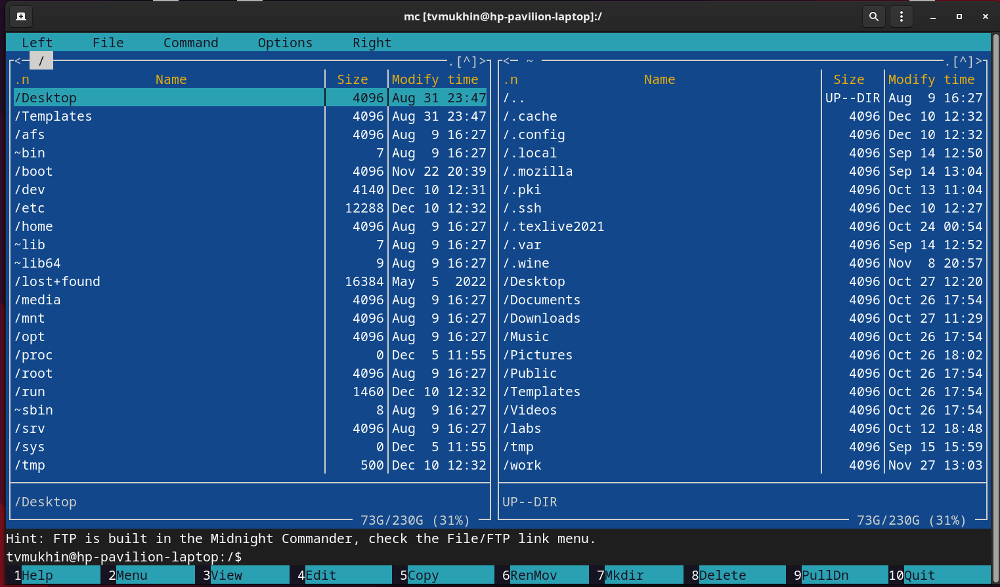 mc [tvmukhin@hp-pavilion-laptop]:/
Left File Command Options Right
<─ / .[^]>
.n Name Size Modify time
/Desktop 4096 Aug 31 23:47
/Templates 4096 Aug 31 23:47
/afs 4096 Aug 9 16:27
~bin 7 Aug 9 16:27
/boot 4096 Nov 22 20:39
/dev 4140 Dec 10 12:31
/etc 12288 Dec 10 12:32
/home 4096 Aug 9 16:27
~lib 7 Aug 9 16:27
~lib64 9 Aug 9 16:27
/lost+found 16384 May 5 2022
/media 4096 Aug 9 16:27
/mnt 4096 Aug 9 16:27
/opt 4096 Aug 9 16:27
/proc 0 Dec 5 11:55
/root 4096 Aug 9 16:27
/run 1460 Dec 10 12:32
~sbin 8 Aug 9 16:27
/srv 4096 Aug 9 16:27
/sys 0 Dec 5 11:55
/tmp 500 Dec 10 12:32
/Desktop
73G/230G (31%)
<─ ~ .[^]>
.n Name Size Modify time
/.. UP--DIR Aug 9 16:27
/.cache 4096 Dec 10 12:32
/.config 4096 Dec 10 12:32
/.local 4096 Sep 14 12:50
/.mozilla 4096 Sep 14 13:04
/.pki 4096 Oct 13 11:04
/.ssh 4096 Dec 10 12:27
/.texlive2021 4096 Oct 24 00:54
/.var 4096 Sep 14 12:52
/.wine 4096 Nov 8 20:57
/Desktop 4096 Oct 27 12:20
/Documents 4096 Oct 26 17:54
/Downloads 4096 Oct 27 11:29
/Music 4096 Oct 26 17:54
/Pictures 4096 Oct 26 18:02
/Public 4096 Oct 26 17:54
/Templates 4096 Oct 26 17:54
/Videos 4096 Oct 26 17:54
/labs 4096 Oct 12 18:48
/tmp 4096 Sep 15 15:59
/work 4096 Nov 27 13:03
UP--DIR
73G/230G (31%)
Hint: FTP is built in the Midnight Commander, check the File/FTP link menu.
tvmukhin@hp-pavilion-laptop:/$
1Help 2Menu 3View 4Edit 5Copy 6RenMov 7Mkdir 8Delete 9PullDn 10Quit